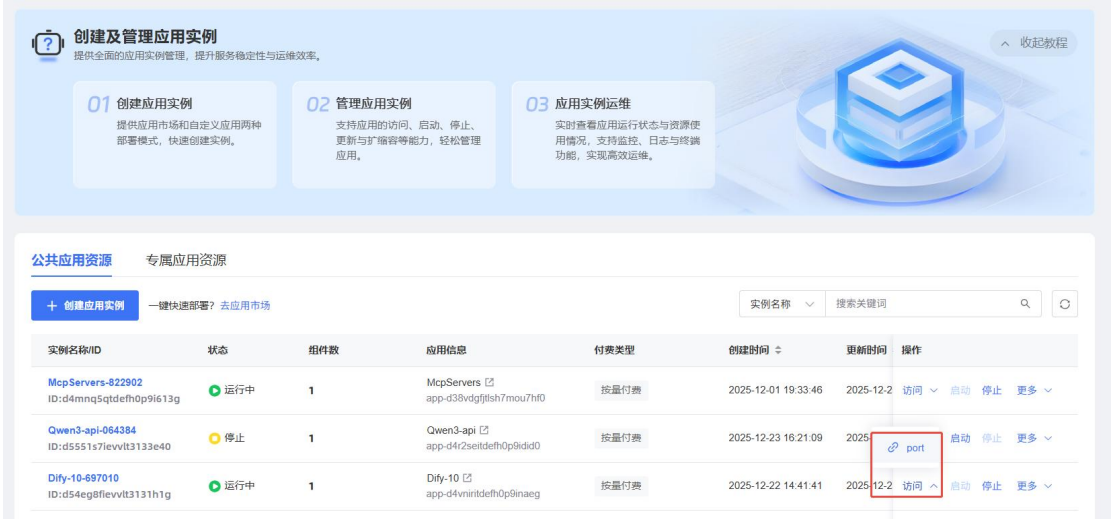 创建及管理应用实例
提供全面的应用实例管理，提升服务稳定性与运维效率。
收起教程
01 创建应用实例
提供应用市场和自定义应用两种
部署模式，快速创建实例。
02 管理应用实例
支持应用的访问、启动、停止、
更新与扩缩容等能力，轻松管理
应用。
03 应用实例运维
实时查看应用运行状态与资源使
用情况，支持监控、日志与终端
功能，实现高效运维。
公共应用资源 专属应用资源
+ 创建应用实例 一键快速部署？去应用市场 实例名称 搜索关键词
实例名称/ID 状态 组件数 应用信息 付费类型 创建时间 更新时间 操作
McpServers-822902 运行中 1 McpServers 按量付费 2025-12-01 19:33:46 2025-12-2 访问 启动 停止 更多
ID:d4mnq5qtdefh0p9i613g app-d38vdgfjtlsh7mou7hf0
Qwen3-api-064384 停止 1 Qwen3-api 按量付费 2025-12-23 16:21:09 2025- 启动 停止 更多
ID:d5551s7ievvlt3133e40 app-d4r2seitdefh0p9idid0
port
Dify-10-697010 运行中 1 Dify-10 按量付费 2025-12-22 14:41:41 2025-12-2 访问 启动 停止 更多
ID:d54eg8fievvlt3131h1g app-d4vniritdefh0p9inaeg